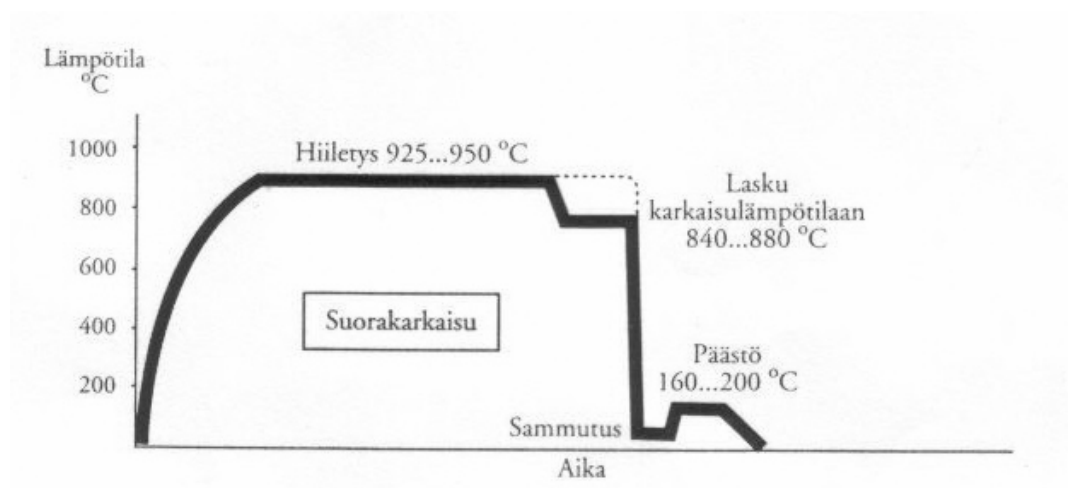 Lämpötila
°C
1000
800
600
400
200
Hiiletys 925...950 °C
Lasku
karkaisulämpötilaan
840...880 °C
Suorakarkaisu
Päästö
160...200 °C
Sammutus
Aika